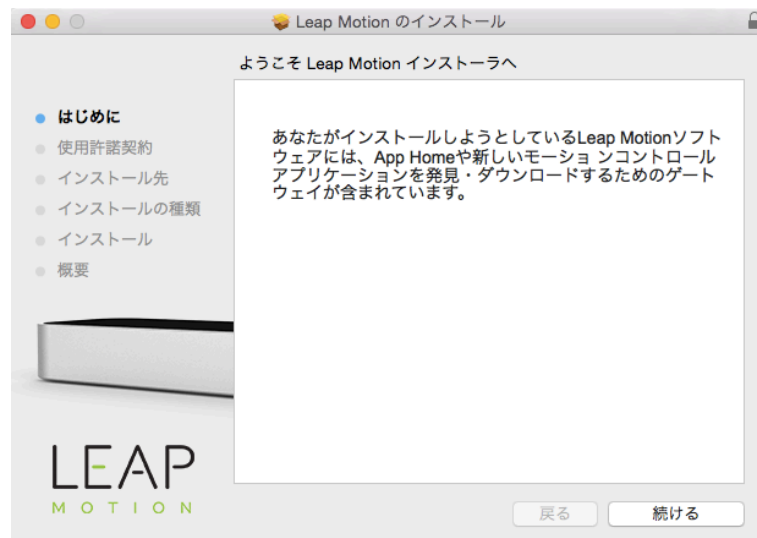 Leap Motion のインストール
ようこそ Leap Motion インストーラへ
はじめに
使用許諾契約
インストール先
インストールの種類
インストール
概要
あなたがインストールしようとしているLeap Motionソフト
ウェアには、App Homeや新しいモーショ ンコントロール
アプリケーションを発見・ダウンロードするためのゲート
ウェイが含まれています。
LEAP
MOTION
戻る
続ける